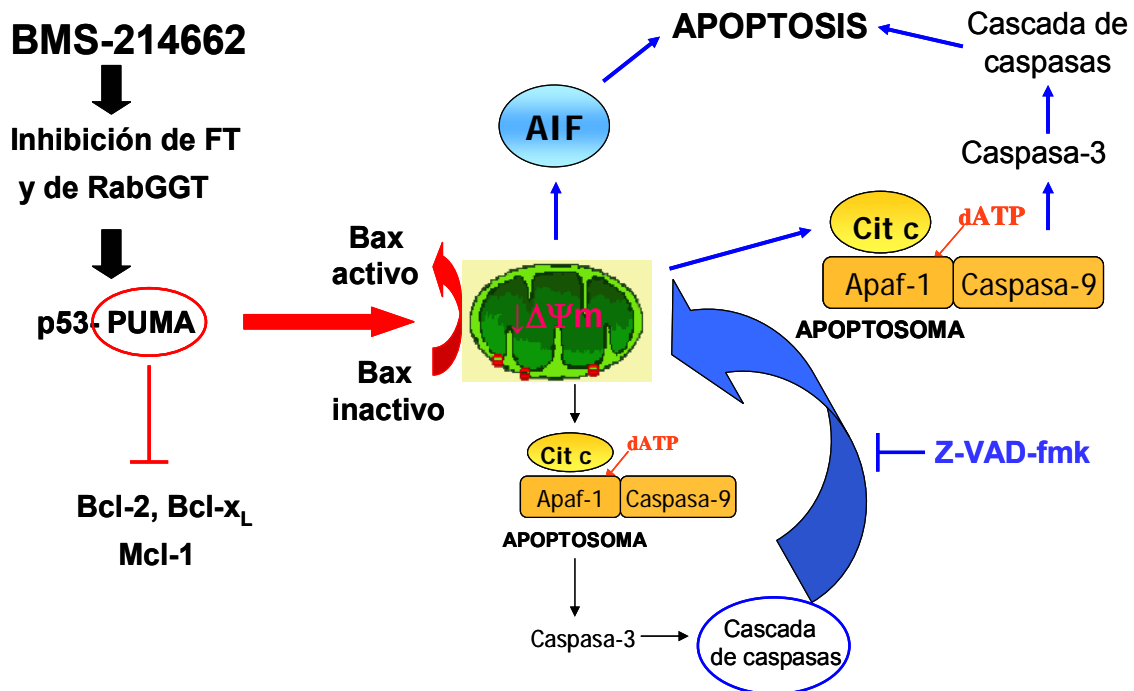 BMS-214662
Inhibición de FT
y de RabGGT
p53- PUMA
Bcl-2, Bcl-xL
Mcl-1
Bax
activo
Bax
inactivo
↓ΔΨm
AIF
APOPTOSIS
Cascada de
caspasas
Caspasa-3
Cit c
dATP
Apaf-1
Caspasa-9
APOPTOSOMA
Cit c
dATP
Apaf-1
Caspasa-9
APOPTOSOMA
Caspasa-3
Cascada
de caspasas
Z-VAD-fmk